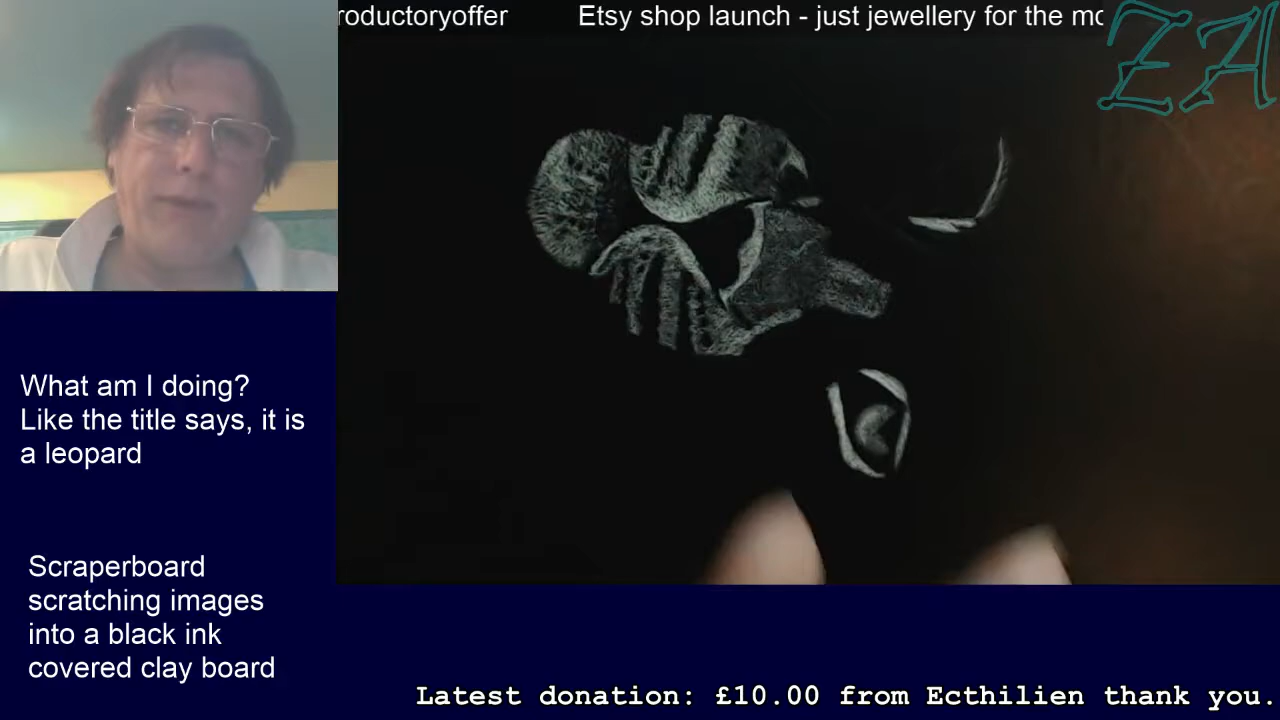 roductoryoffer Etsy shop launch - just jewellery for the mo
ZA
What am I doing?
Like the title says, it is
a leopard
Scraperboard
scratching images
into a black ink
covered clay board
Latest donation: £10.00 from Ecthilien thank you.